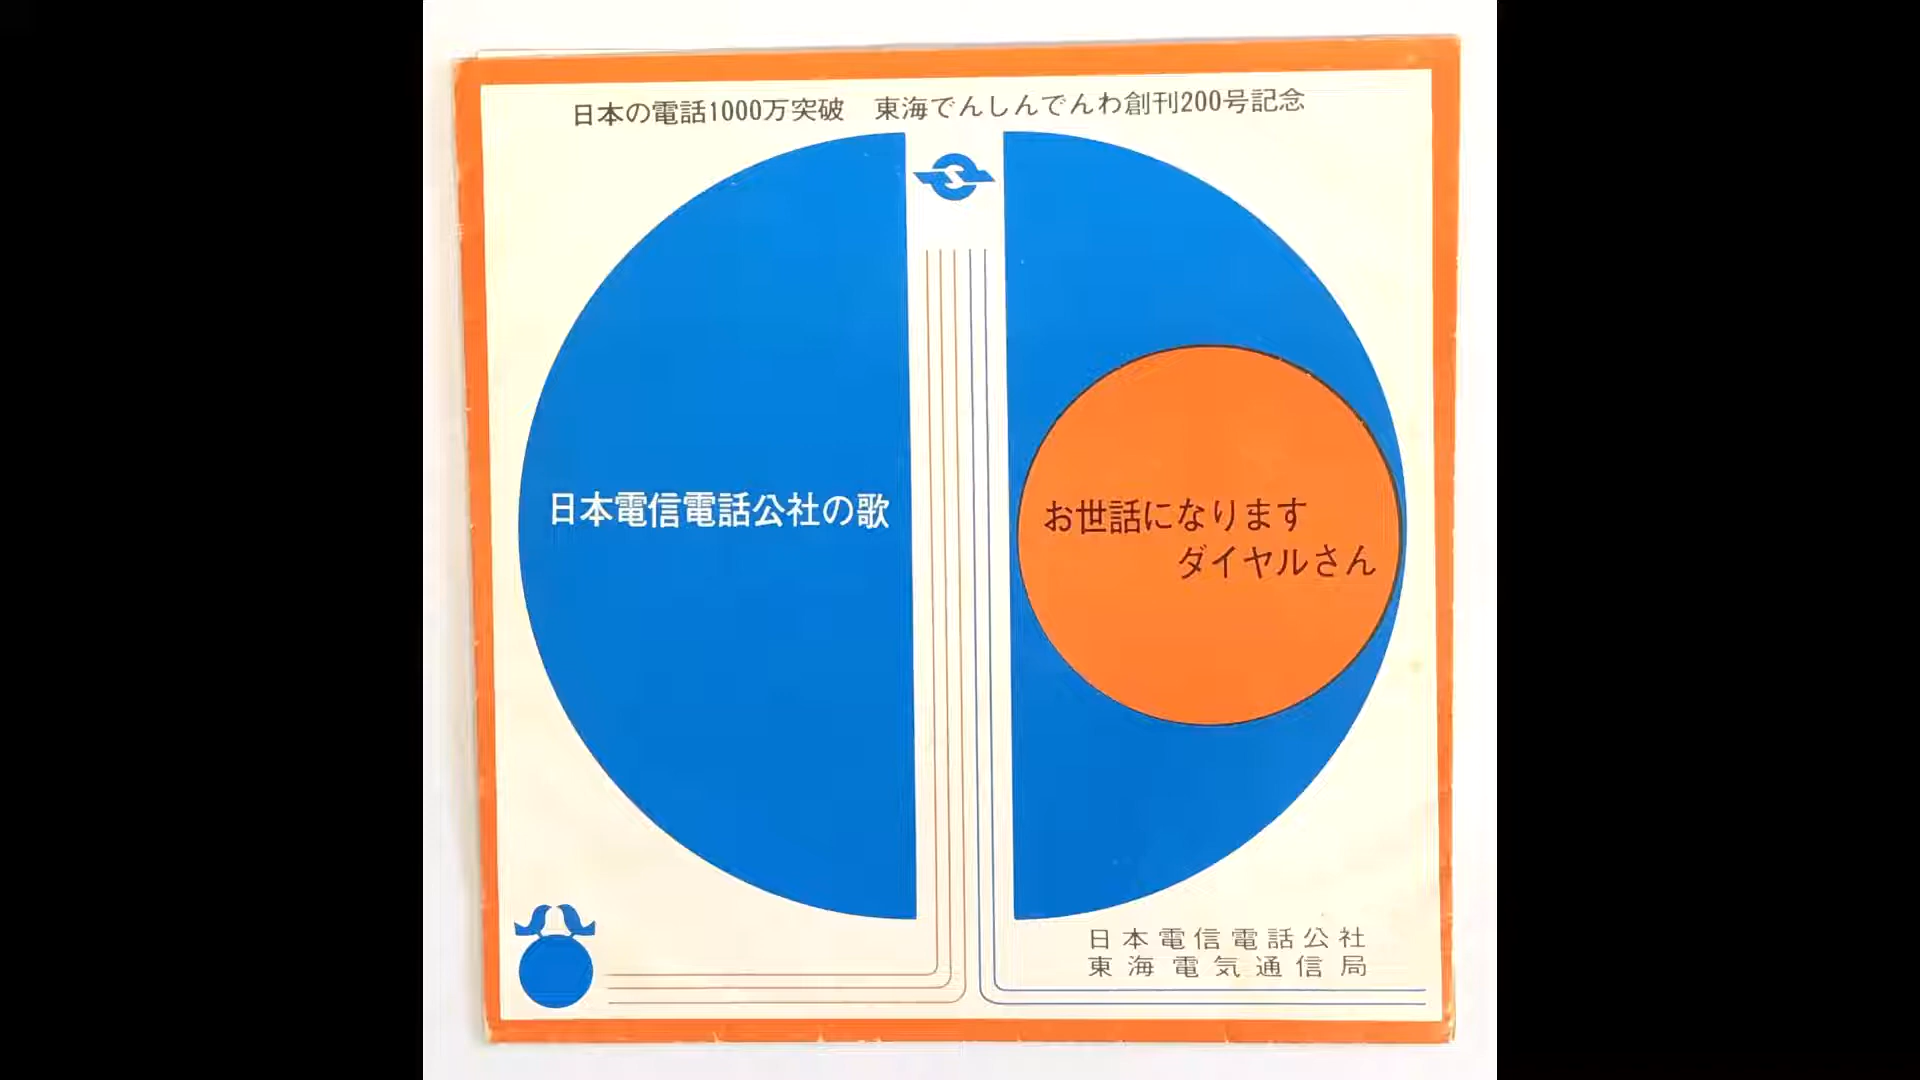 日本の電話1000万突破　東海でんしんでんわ創刊200号記念
日本電信電話公社の歌
お世話になります
ダイヤルさん
日本電信電話公社
東海電気通信局